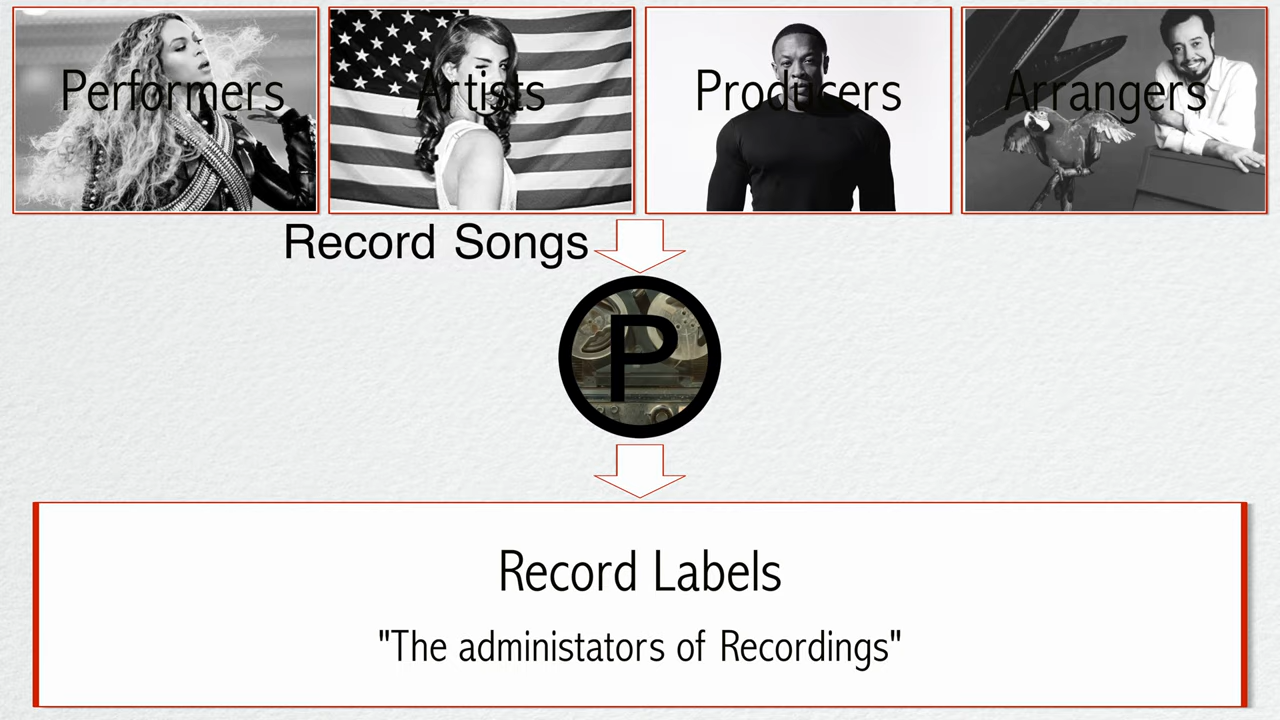 Performers
Artists
Producers
Arrangers
Record Songs
P
Record Labels
"The administators of Recordings"